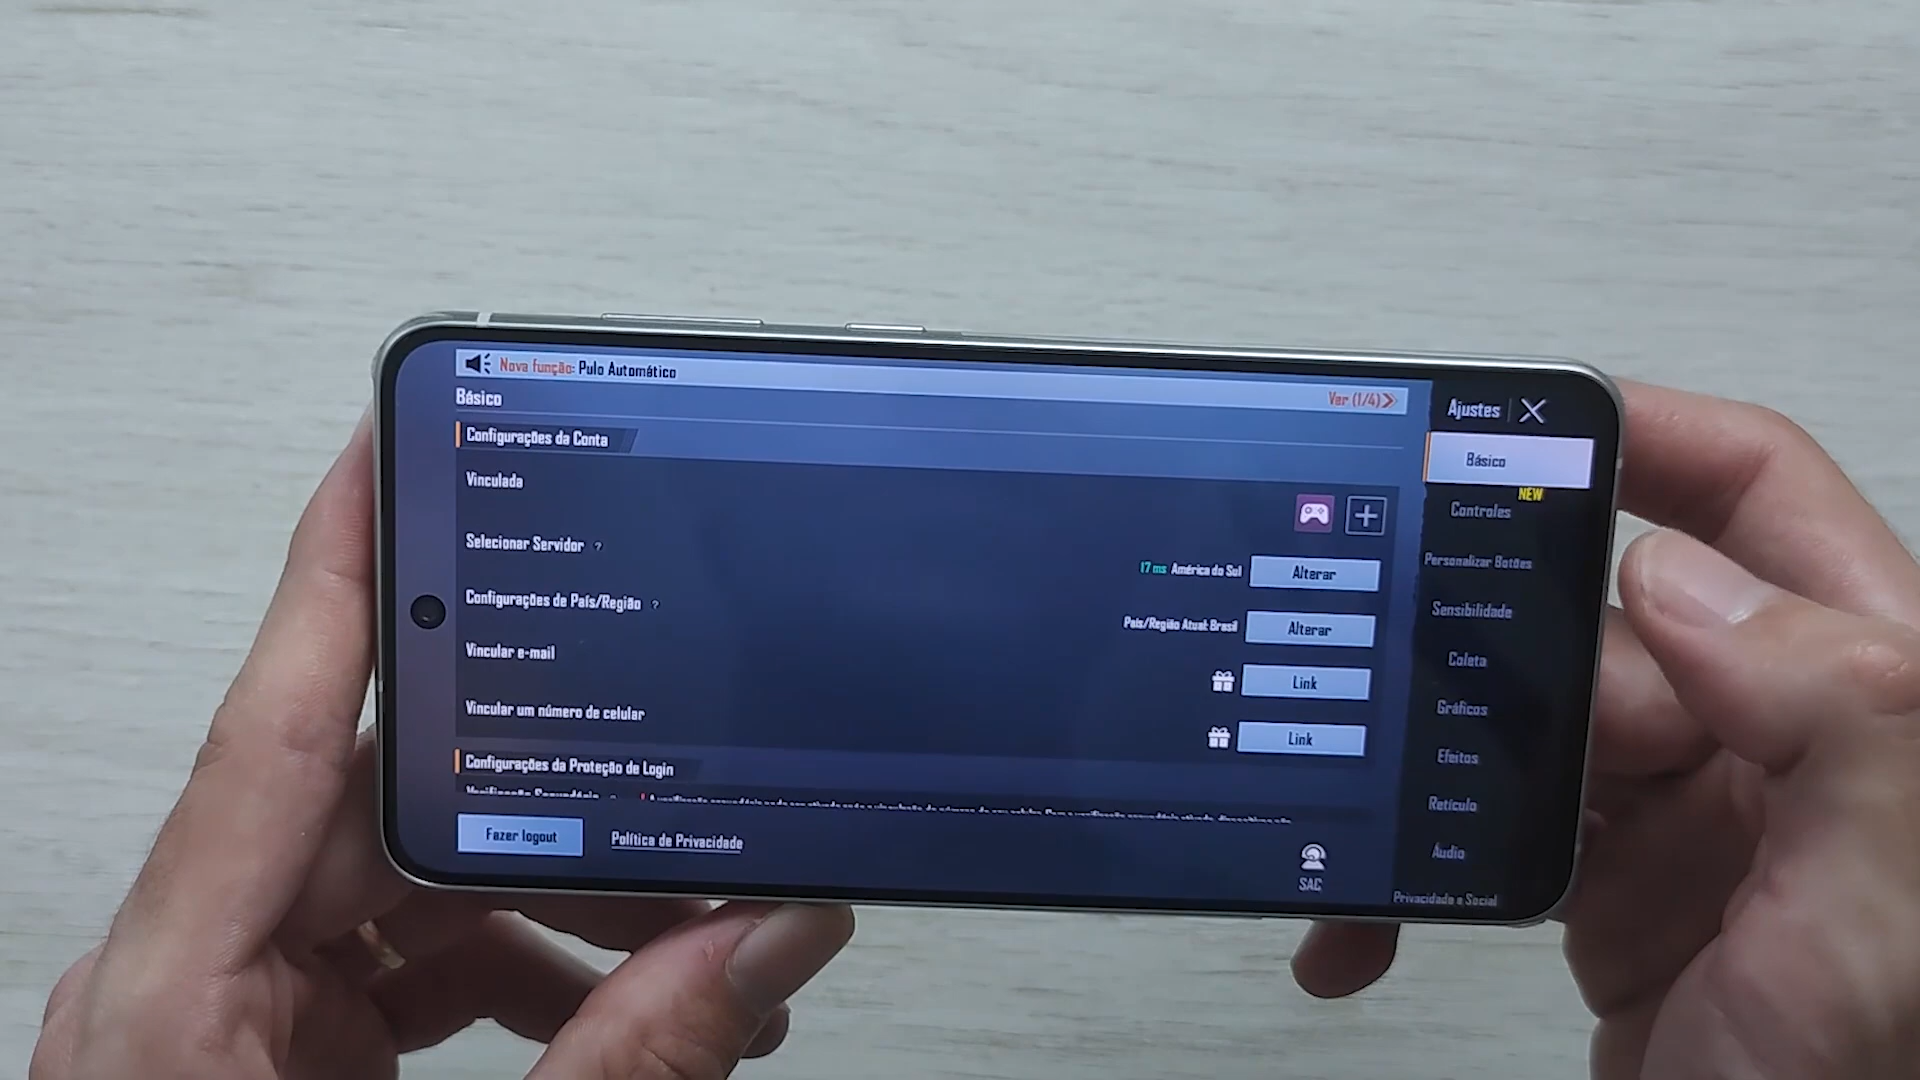 Nova função: Pulo Automático
Ver (1/4)
Básico
Configurações da Conta
Vinculada
Selecionar Servidor ?
17 ms América do Sul
Alterar
Configurações de País/Região ?
País/Região Atual: Brasil
Alterar
Vincular e-mail
Link
Vincular um número de celular
Link
Configurações da Proteção de Login
Verificação Secundária
Fazer logout
Política de Privacidade
SAC
Ajustes
Básico
NEW
Controles
Personalizar Botões
Sensibilidade
Coleta
Gráficos
Efeitos
Retículo
Áudio
Privacidade e Social